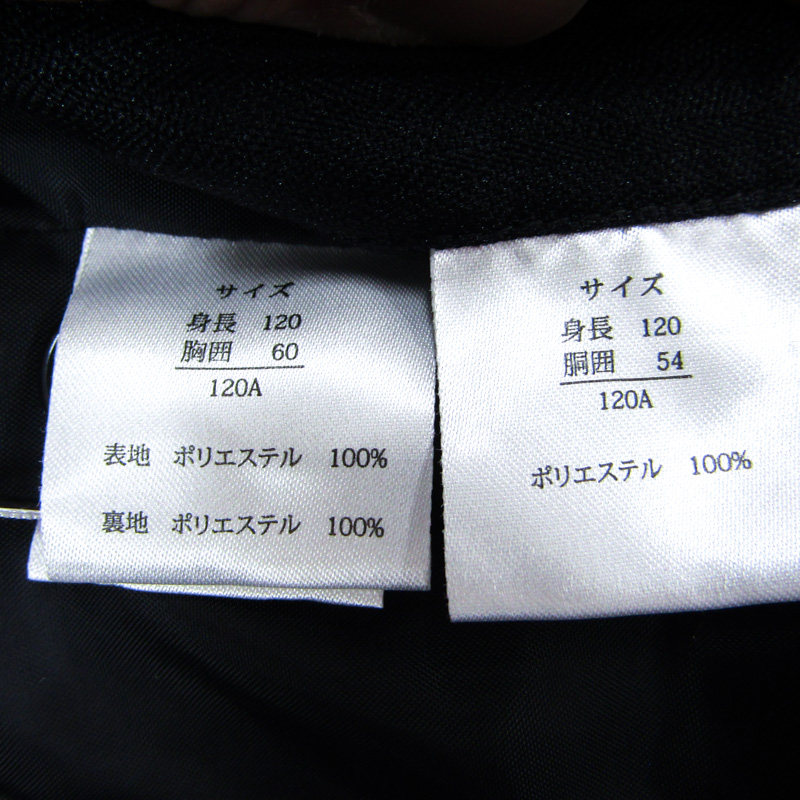 サイズ
身長 120
胸囲 60
120A
表地 ポリエステル 100%
裏地 ポリエステル 100%
サイズ
身長 120
胴囲 54
120A
ポリエステル 100%